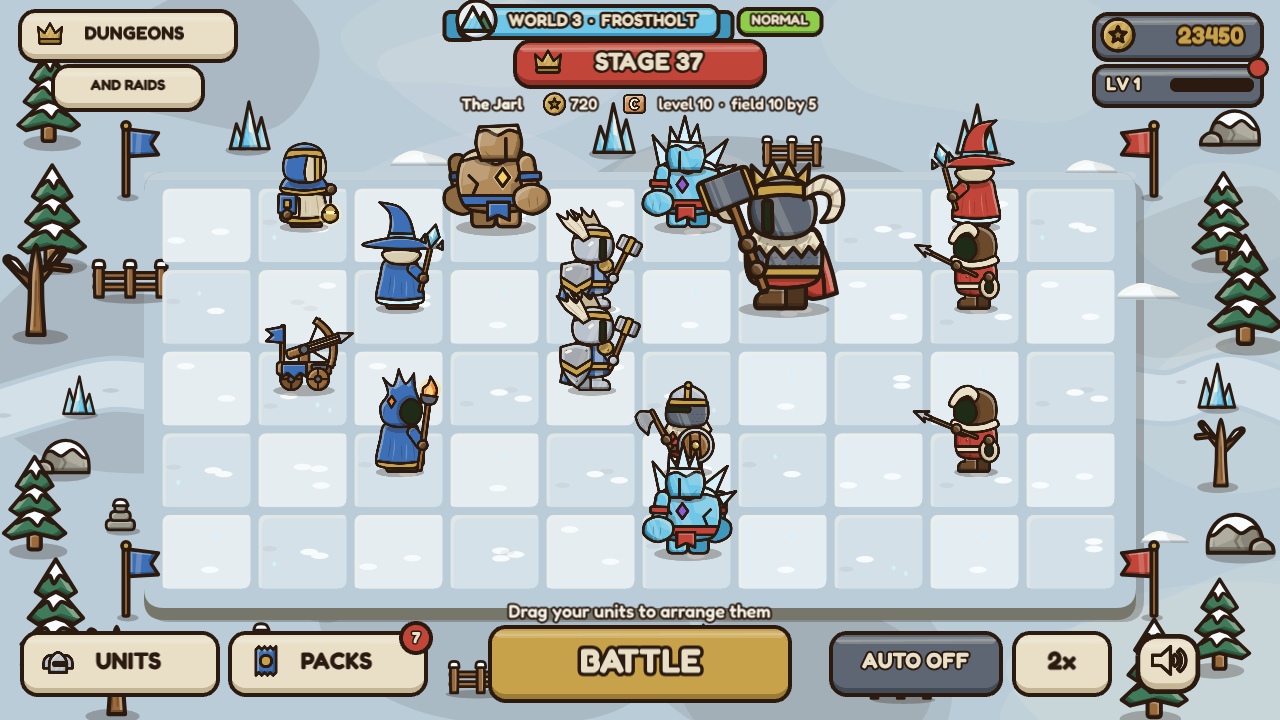 DUNGEONS
AND RAIDS
WORLD 3 · FROSTHOLT
NORMAL
STAGE 37
The Jarl 720 C level 10 · field 10 by 5
23450
LV 1
Drag your units to arrange them
UNITS
PACKS
7
BATTLE
AUTO OFF
2x